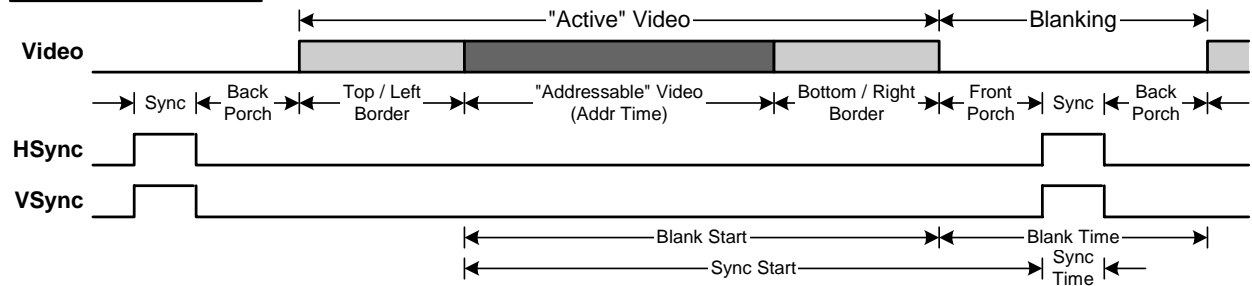 "Active" Video
Blanking
Video
Sync
Back Porch
Top / Left Border
"Addressable" Video (Addr Time)
Bottom / Right Border
Front Porch
Sync
Back Porch
HSync
VSync
Blank Start
Blank Time
Sync Start
Sync Time